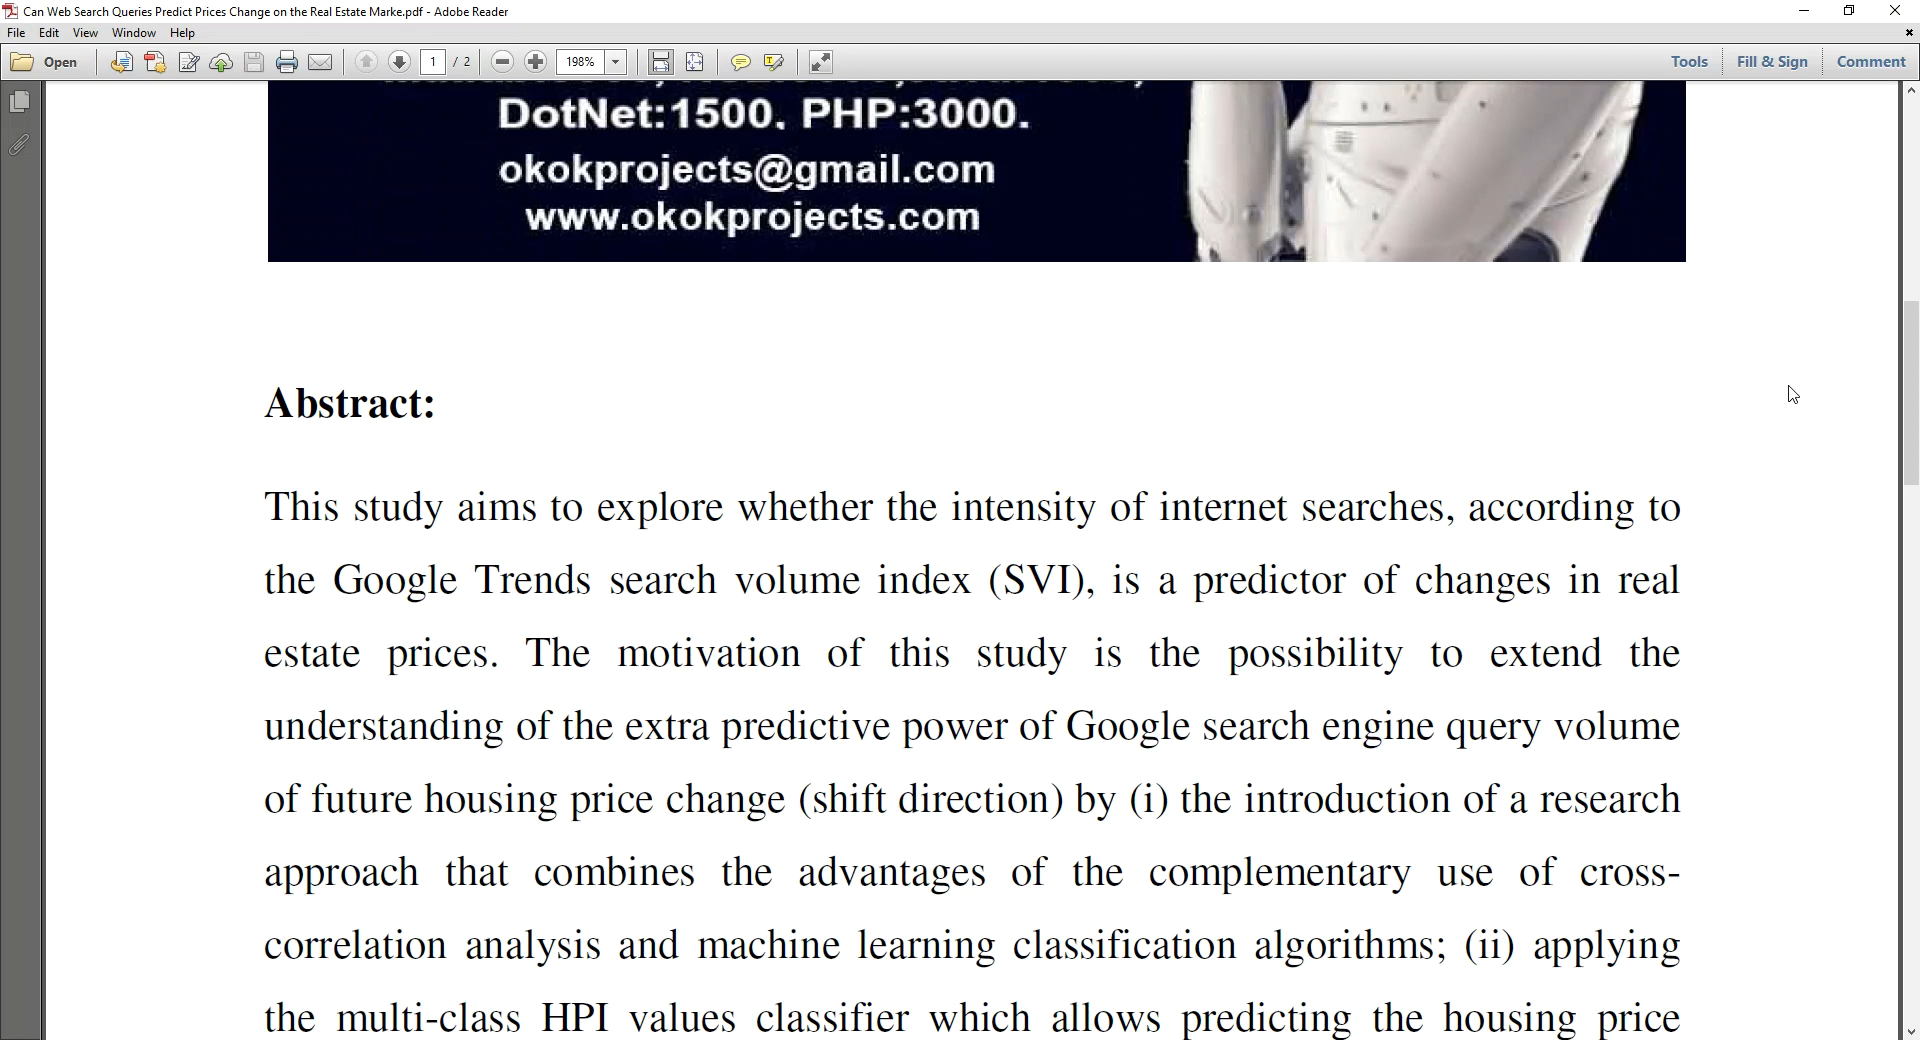 Can Web Search Queries Predict Prices Change on the Real Estate Marke.pdf - Adobe Reader
File Edit View Window Help
Open 1 / 2 198% Tools Fill & Sign Comment
DotNet:1500, PHP:3000.
okokprojects@gmail.com
www.okokprojects.com
Abstract:
This study aims to explore whether the intensity of internet searches, according to
the Google Trends search volume index (SVI), is a predictor of changes in real
estate prices. The motivation of this study is the possibility to extend the
understanding of the extra predictive power of Google search engine query volume
of future housing price change (shift direction) by (i) the introduction of a research
approach that combines the advantages of the complementary use of cross-
correlation analysis and machine learning classification algorithms; (ii) applying
the multi-class HPI values classifier which allows predicting the housing price